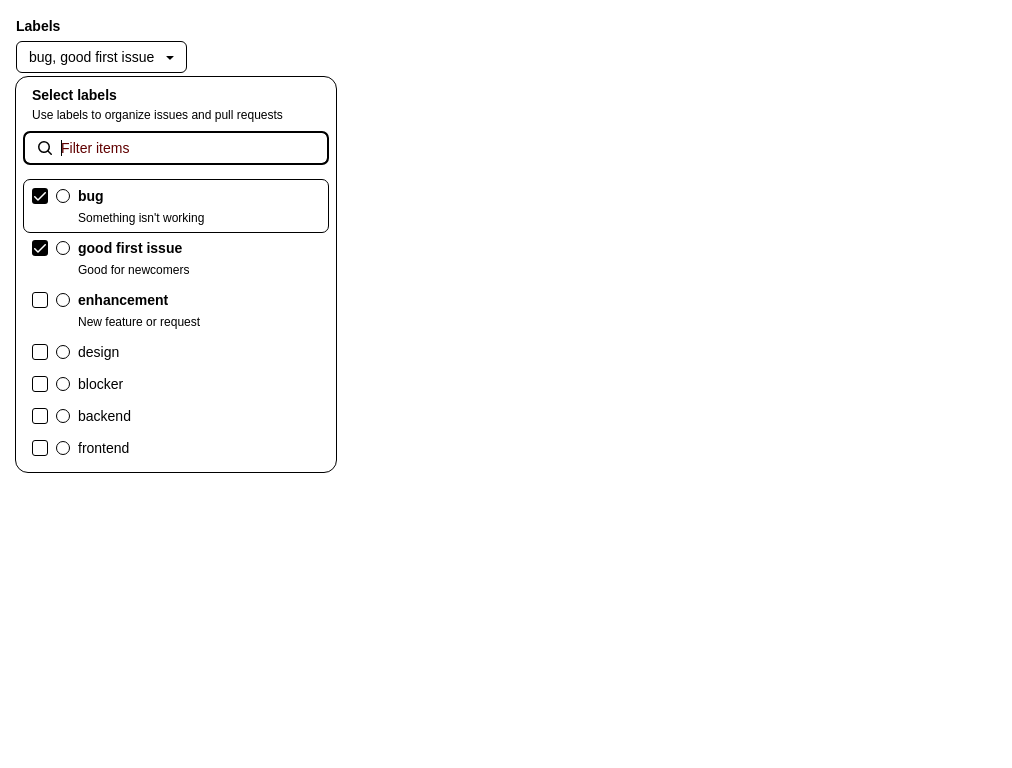 Labels
bug, good first issue
Select labels
Use labels to organize issues and pull requests
Filter items
bug
Something isn't working
good first issue
Good for newcomers
enhancement
New feature or request
design
blocker
backend
frontend